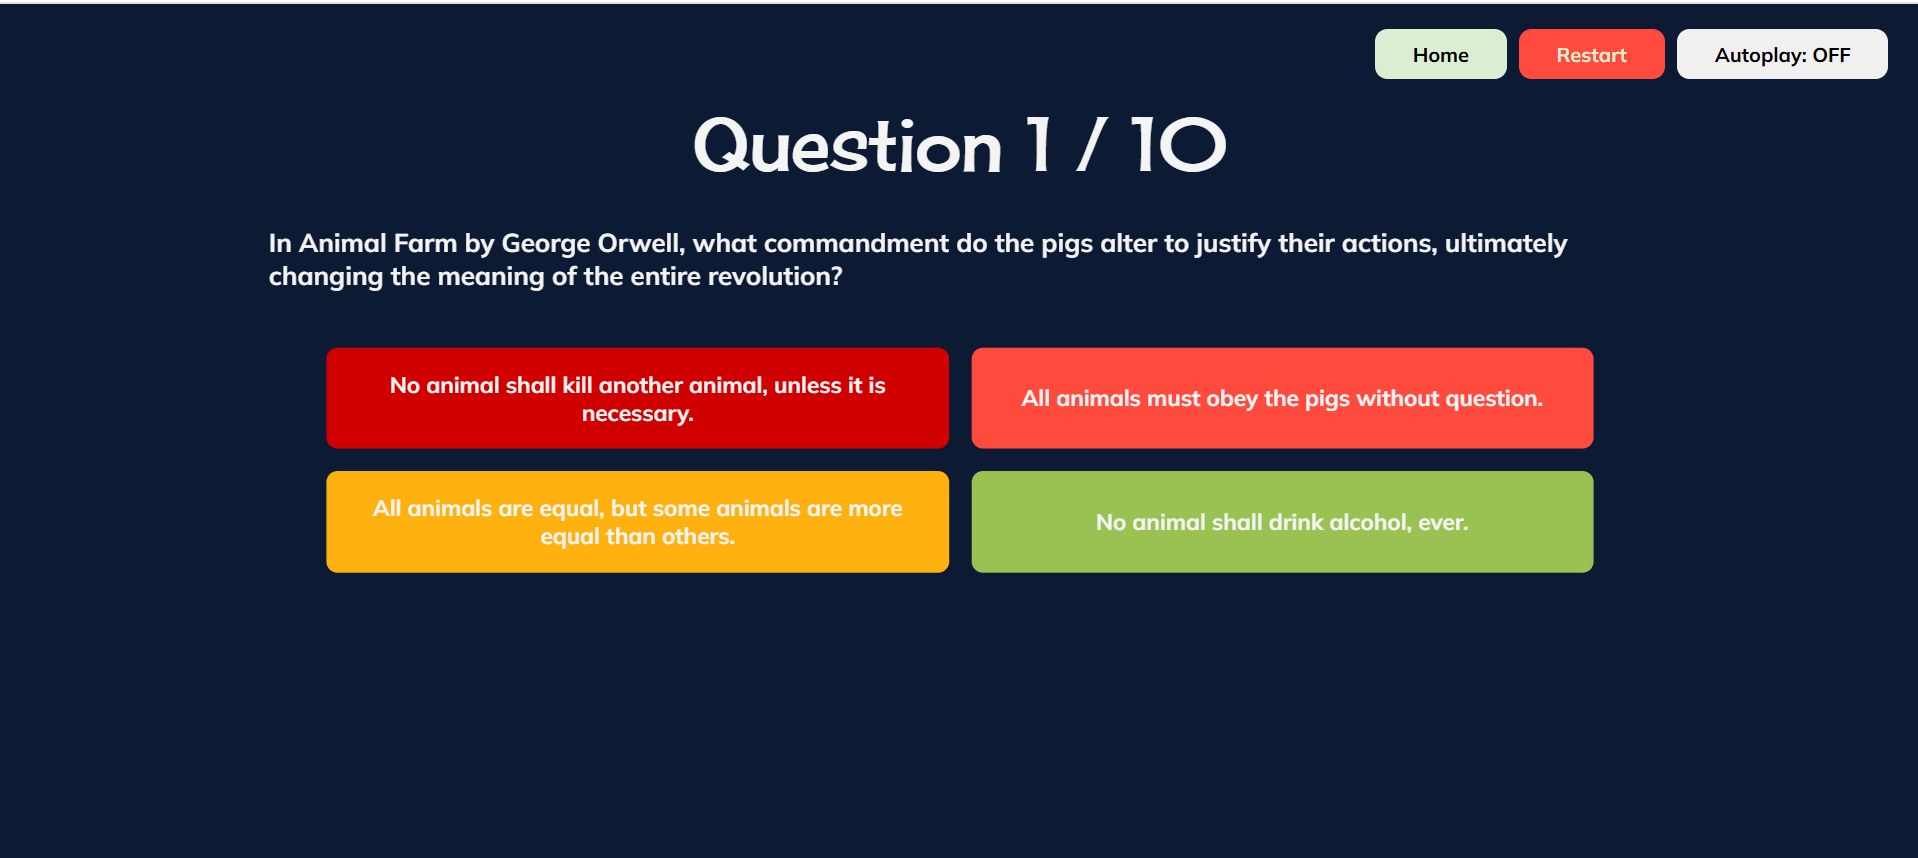 Home
Restart
Autoplay: OFF
Question 1 / 10
In Animal Farm by George Orwell, what commandment do the pigs alter to justify their actions, ultimately
changing the meaning of the entire revolution?
No animal shall kill another animal, unless it is
necessary.
All animals must obey the pigs without question.
All animals are equal, but some animals are more
equal than others.
No animal shall drink alcohol, ever.